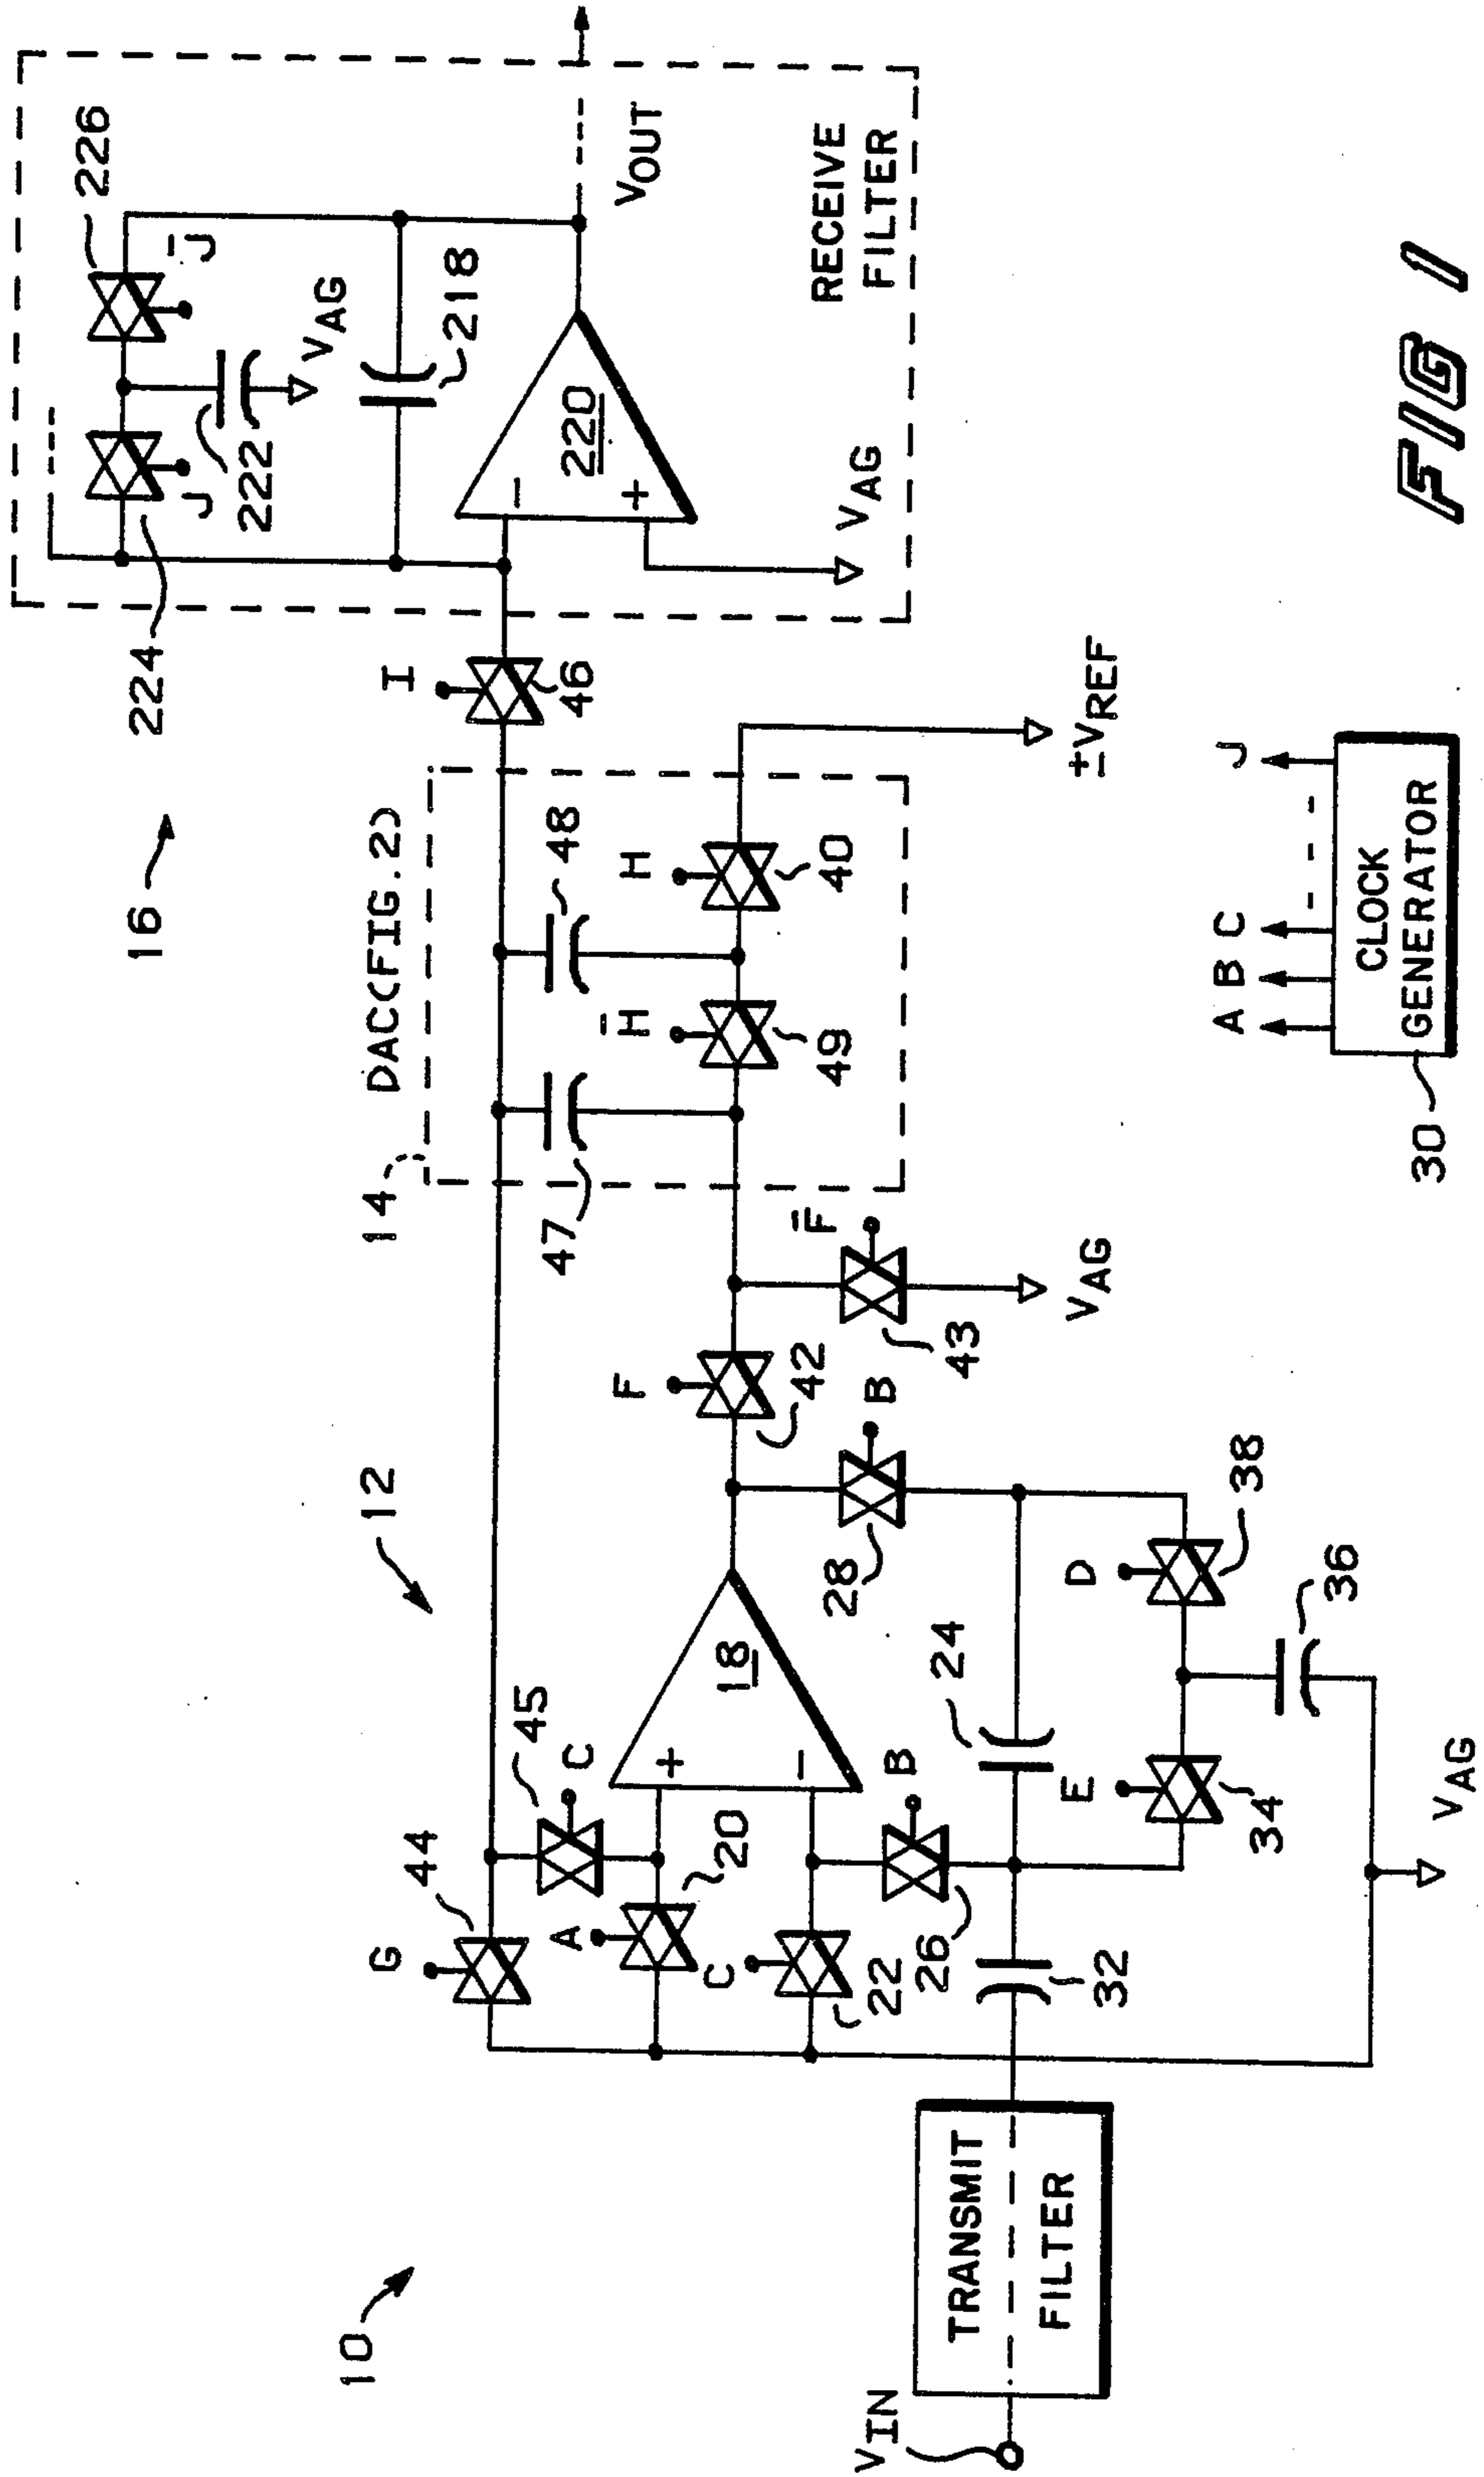 10
12
16
14
DAC(FIG.2)
224
226
J
J̅
222
VAG
218
220
-
+
VAG
VOUT
RECEIVE
FILTER
I
46
G
44
45
C
A
20
C
22
+
-
18
B
26
24
32
E
34
D
38
36
VAG
B
28
F
42
F̅
43
VAG
47
48
H̅
49
H
40
±VREF
VIN
TRANSMIT
FILTER
A B C
J
CLOCK
GENERATOR
30
FIG 1